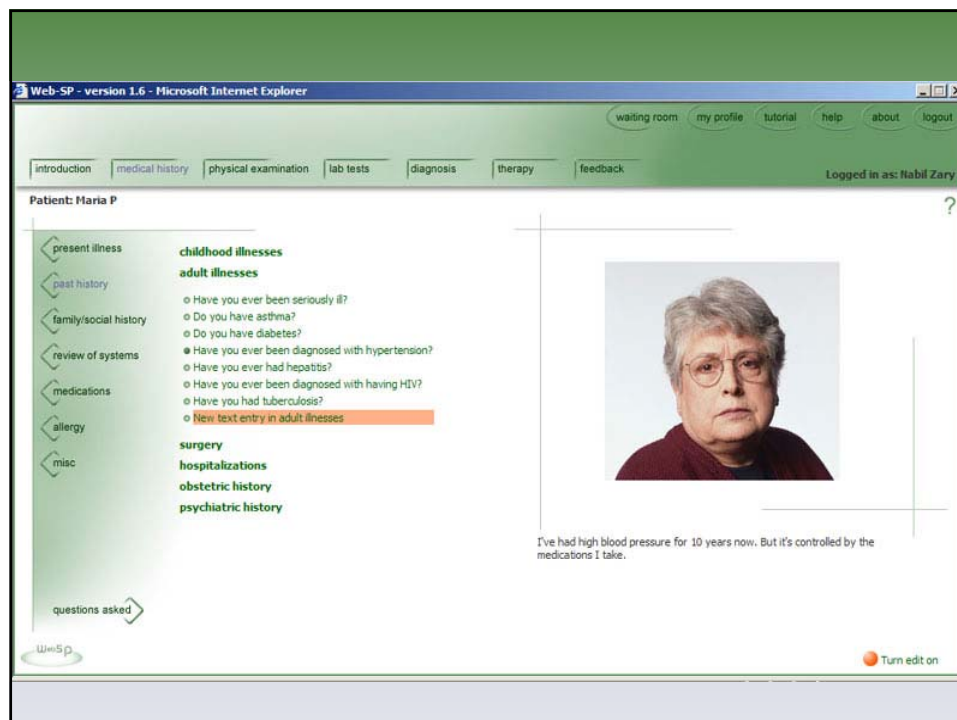 Web-SP - version 1.6 - Microsoft Internet Explorer
waiting room my profile tutorial help about logout
introduction medical history physical examination lab tests diagnosis therapy feedback
Logged in as: Nabil Zary
Patient: Maria P
?
present illness
past history
family/social history
review of systems
medications
allergy
misc
questions asked
childhood illnesses
adult illnesses
Have you ever been seriously ill?
Do you have asthma?
Do you have diabetes?
Have you ever been diagnosed with hypertension?
Have you ever had hepatitis?
Have you ever been diagnosed with having HIV?
Have you had tuberculosis?
New text entry in adult illnesses
surgery
hospitalizations
obstetric history
psychiatric history
I've had high blood pressure for 10 years now. But it's controlled by the
medications I take.
WebSp
Turn edit on